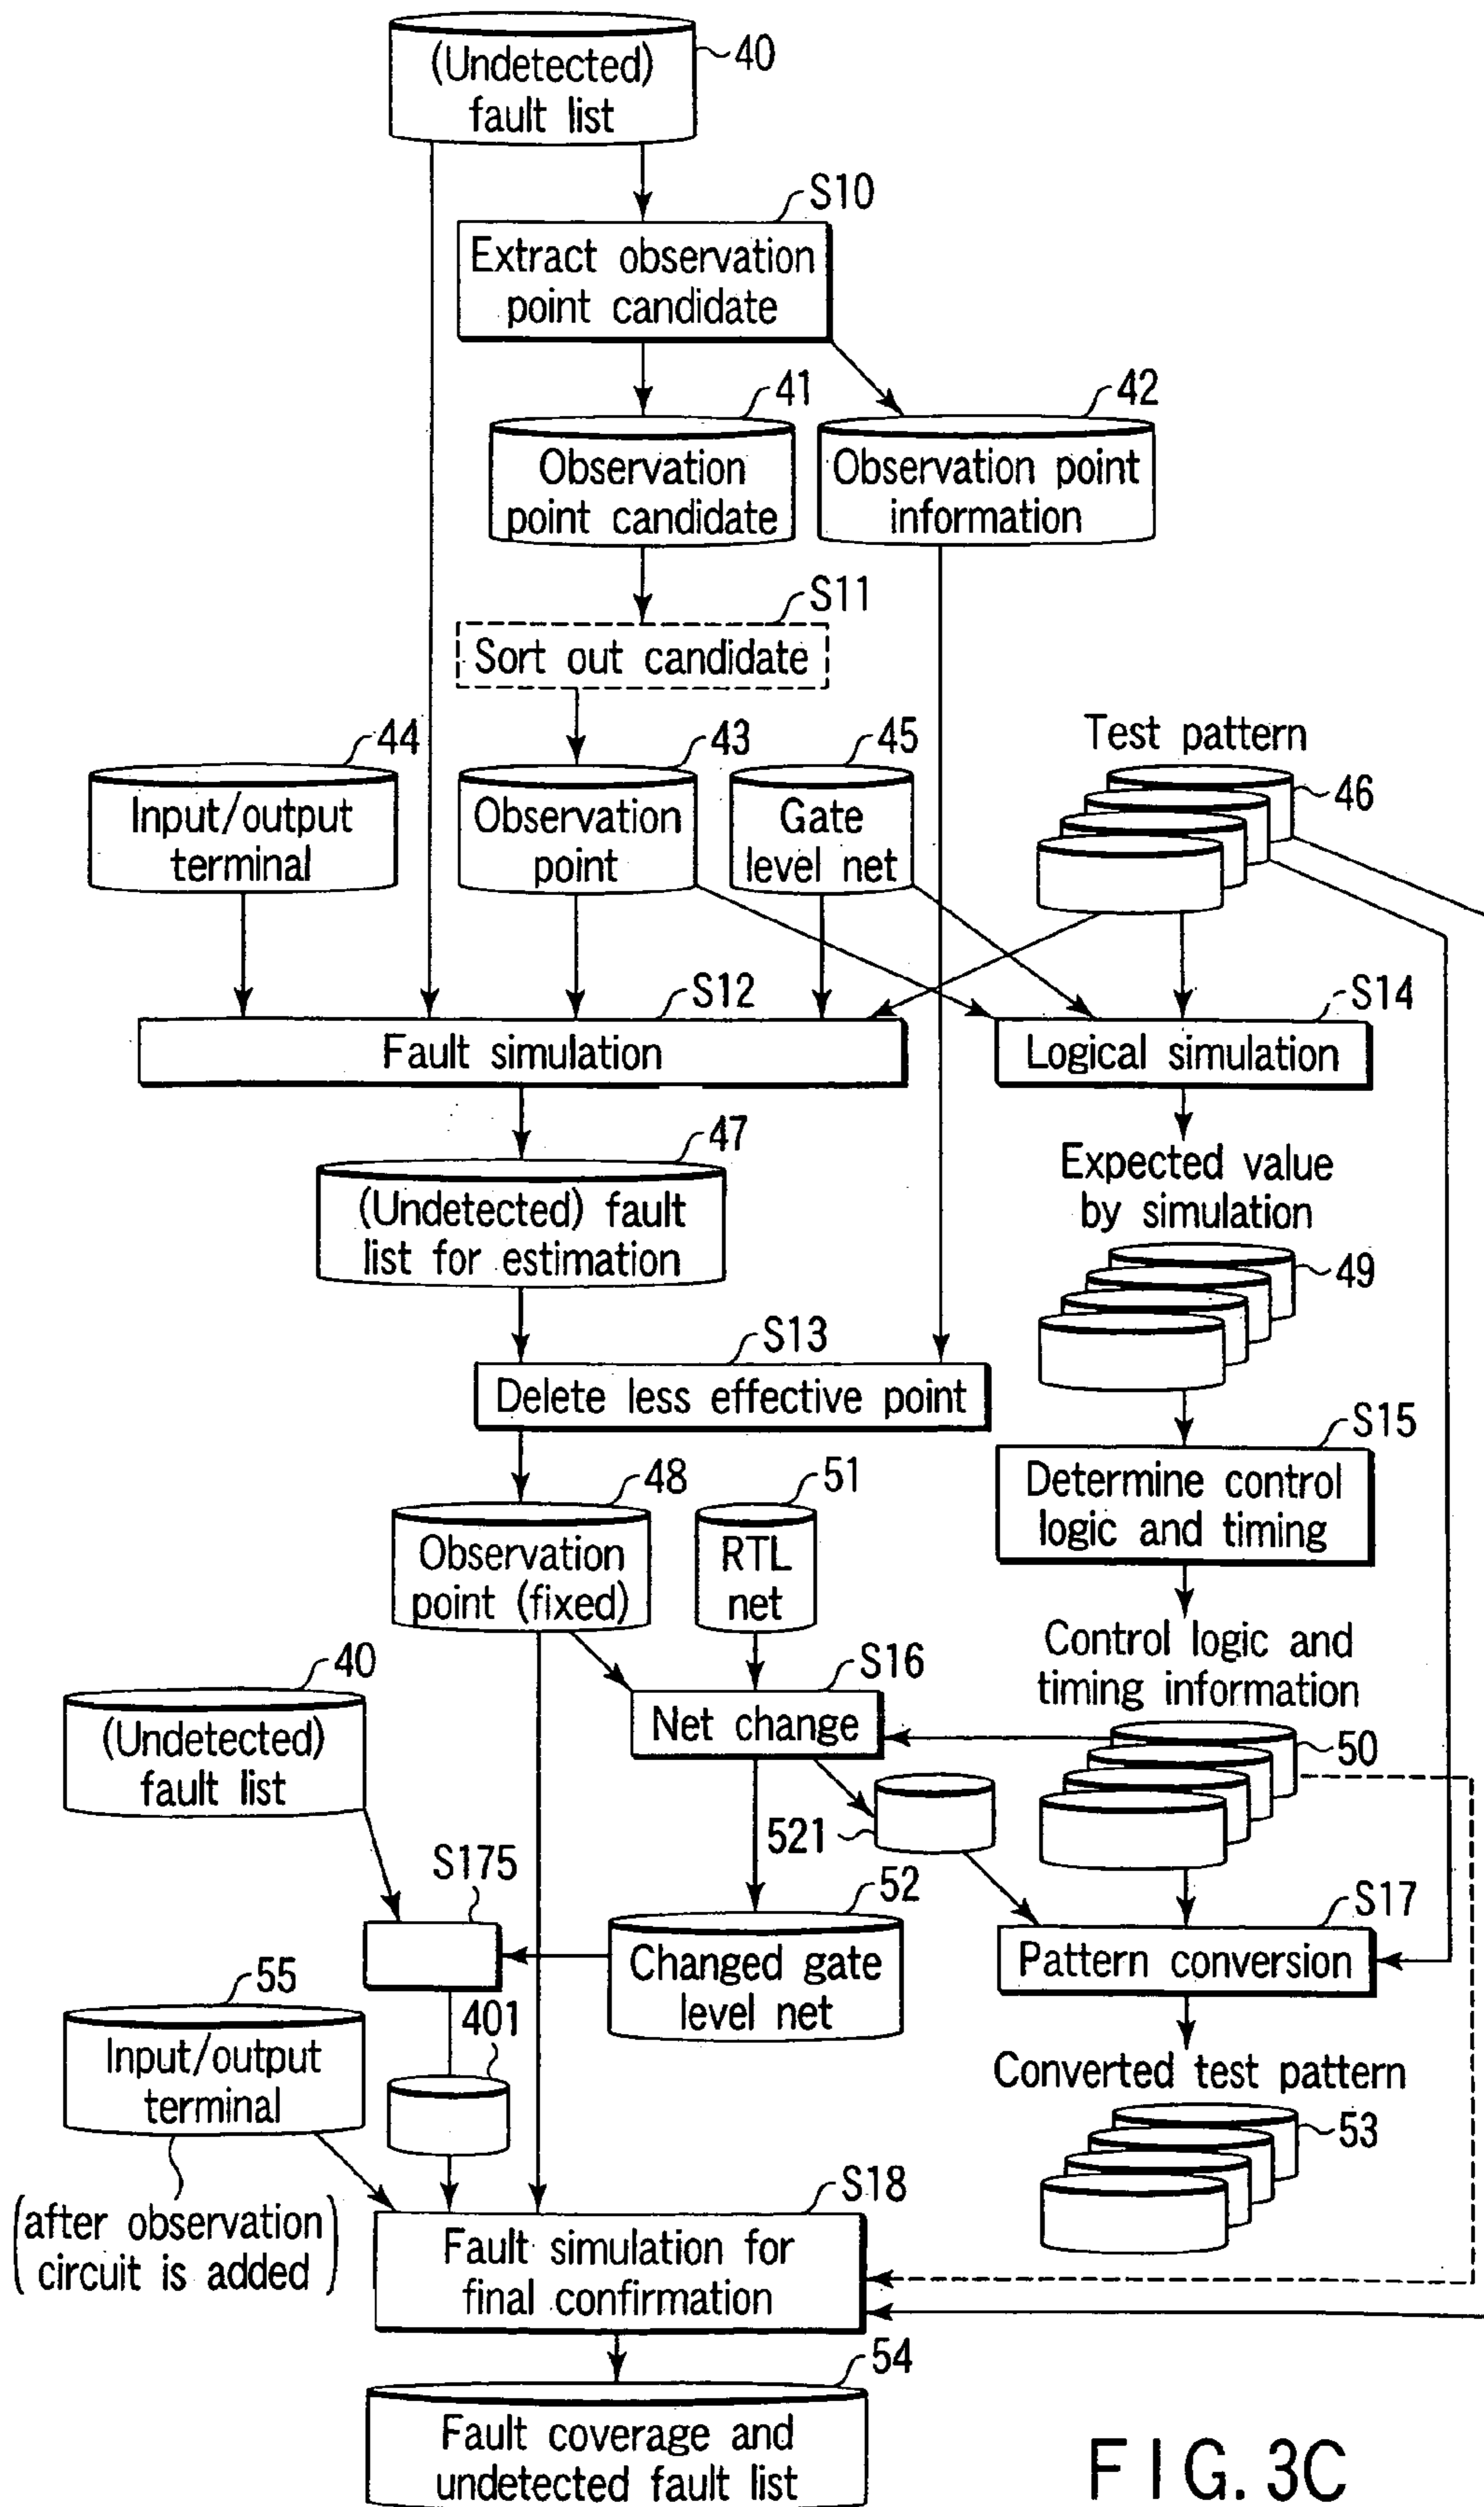 (Undetected)
fault list
40
S10
Extract observation
point candidate
41
42
Observation
point candidate
Observation point
information
S11
Sort out candidate
44
43
45
Test pattern
46
Input/output
terminal
Observation
point
Gate
level net
S12
S14
Fault simulation
Logical simulation
47
Expected value
by simulation
(Undetected) fault
list for estimation
49
S13
Delete less effective point
S15
Determine control
logic and timing
48
51
Observation
point (fixed)
RTL
net
Control logic and
timing information
40
S16
(Undetected)
fault list
Net change
50
521
S175
52
S17
Changed gate
level net
Pattern conversion
55
401
Input/output
terminal
Converted test pattern
53
(after observation
circuit is added)
S18
Fault simulation for
final confirmation
54
Fault coverage and
undetected fault list
FIG. 3C